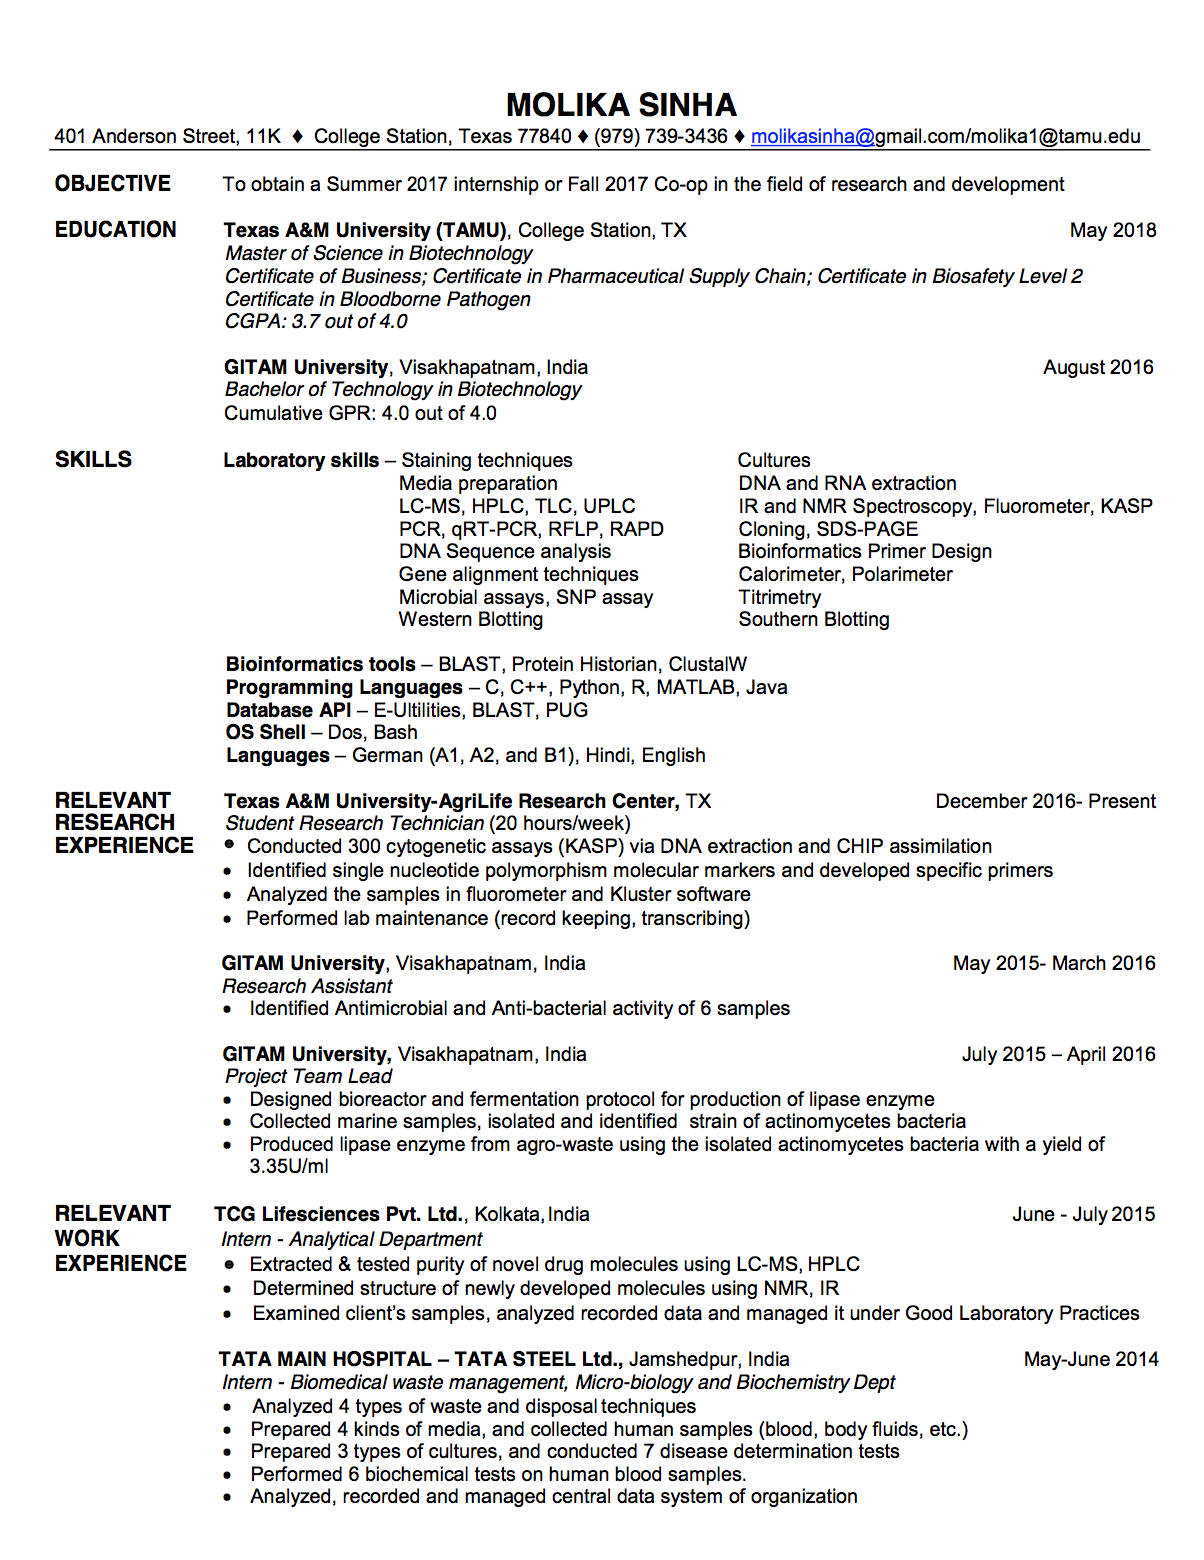 MOLIKA SINHA
401 Anderson Street, 11K ♦ College Station, Texas 77840 ♦ (979) 739-3436 ♦ molikasinha@gmail.com/molika1@tamu.edu
OBJECTIVE To obtain a Summer 2017 internship or Fall 2017 Co-op in the field of research and development
EDUCATION Texas A&M University (TAMU), College Station, TX May 2018
Master of Science in Biotechnology
Certificate of Business; Certificate in Pharmaceutical Supply Chain; Certificate in Biosafety Level 2
Certificate in Bloodborne Pathogen
CGPA: 3.7 out of 4.0
GITAM University, Visakhapatnam, India August 2016
Bachelor of Technology in Biotechnology
Cumulative GPR: 4.0 out of 4.0
SKILLS Laboratory skills – Staining techniques Cultures
Media preparation DNA and RNA extraction
LC-MS, HPLC, TLC, UPLC IR and NMR Spectroscopy, Fluorometer, KASP
PCR, qRT-PCR, RFLP, RAPD Cloning, SDS-PAGE
DNA Sequence analysis Bioinformatics Primer Design
Gene alignment techniques Calorimeter, Polarimeter
Microbial assays, SNP assay Titrimetry
Western Blotting Southern Blotting
Bioinformatics tools – BLAST, Protein Historian, ClustalW
Programming Languages – C, C++, Python, R, MATLAB, Java
Database API – E-Ultilities, BLAST, PUG
OS Shell – Dos, Bash
Languages – German (A1, A2, and B1), Hindi, English
RELEVANT Texas A&M University-AgriLife Research Center, TX December 2016- Present
RESEARCH Student Research Technician (20 hours/week)
EXPERIENCE • Conducted 300 cytogenetic assays (KASP) via DNA extraction and CHIP assimilation
• Identified single nucleotide polymorphism molecular markers and developed specific primers
• Analyzed the samples in fluorometer and Kluster software
• Performed lab maintenance (record keeping, transcribing)
GITAM University, Visakhapatnam, India May 2015- March 2016
Research Assistant
• Identified Antimicrobial and Anti-bacterial activity of 6 samples
GITAM University, Visakhapatnam, India July 2015 – April 2016
Project Team Lead
• Designed bioreactor and fermentation protocol for production of lipase enzyme
• Collected marine samples, isolated and identified strain of actinomycetes bacteria
• Produced lipase enzyme from agro-waste using the isolated actinomycetes bacteria with a yield of
3.35U/ml
RELEVANT TCG Lifesciences Pvt. Ltd., Kolkata, India June - July 2015
WORK Intern - Analytical Department
EXPERIENCE • Extracted & tested purity of novel drug molecules using LC-MS, HPLC
• Determined structure of newly developed molecules using NMR, IR
• Examined client’s samples, analyzed recorded data and managed it under Good Laboratory Practices
TATA MAIN HOSPITAL – TATA STEEL Ltd., Jamshedpur, India May-June 2014
Intern - Biomedical waste management, Micro-biology and Biochemistry Dept
• Analyzed 4 types of waste and disposal techniques
• Prepared 4 kinds of media, and collected human samples (blood, body fluids, etc.)
• Prepared 3 types of cultures, and conducted 7 disease determination tests
• Performed 6 biochemical tests on human blood samples.
• Analyzed, recorded and managed central data system of organization